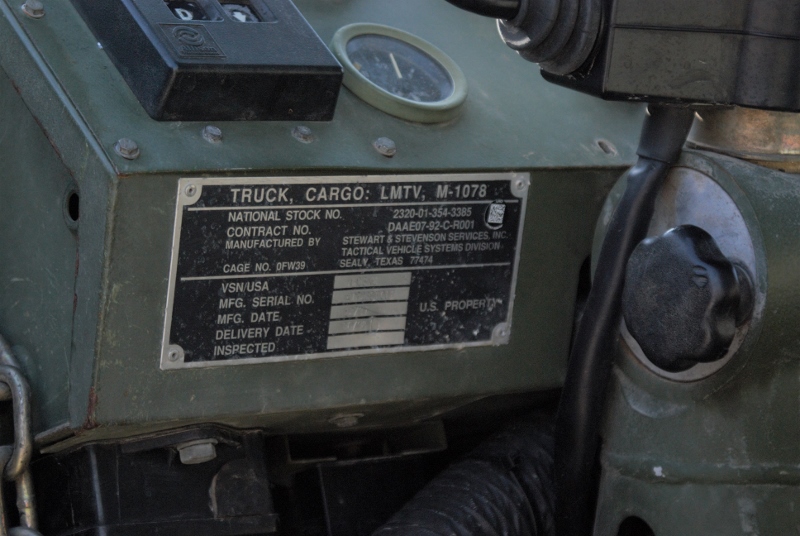 TRUCK, CARGO: LMTV, M-1078
NATIONAL STOCK NO. 2320-01-354-3385
CONTRACT NO. DAAE07-92-C-R001
MANUFACTURED BY STEWART & STEVENSON SERVICES, INC.
TACTICAL VEHICLE SYSTEMS DIVISION
CAGE NO. 0FW39 SEALY, TEXAS 77474
VSN/USA
MFG. SERIAL NO. U.S. PROPERTY
MFG. DATE
DELIVERY DATE
INSPECTED